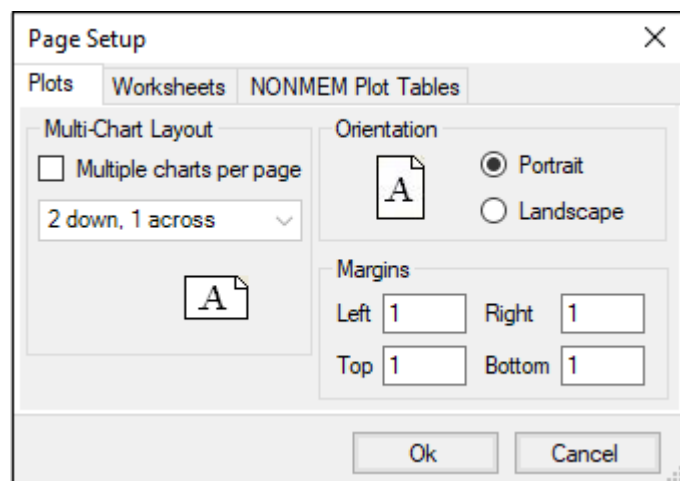 Page Setup
Plots Worksheets NONMEM Plot Tables
Multi-Chart Layout
Multiple charts per page
2 down, 1 across
A
Orientation
A
Portrait
Landscape
Margins
Left 1 Right 1
Top 1 Bottom 1
Ok Cancel